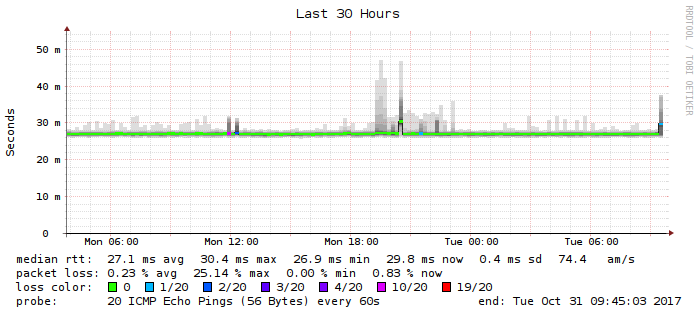 Last 30 Hours
RRDTOOL / TOBI OETIKER
Seconds
50 m
40 m
30 m
20 m
10 m
0
Mon 06:00 Mon 12:00 Mon 18:00 Tue 00:00 Tue 06:00
median rtt: 27.1 ms avg 30.4 ms max 26.9 ms min 29.8 ms now 0.4 ms sd 74.4 am/s
packet loss: 0.23 % avg 25.14 % max 0.00 % min 0.83 % now
loss color: 0 1/20 2/20 3/20 4/20 10/20 19/20
probe: 20 ICMP Echo Pings (56 Bytes) every 60s end: Tue Oct 31 09:45:03 2017